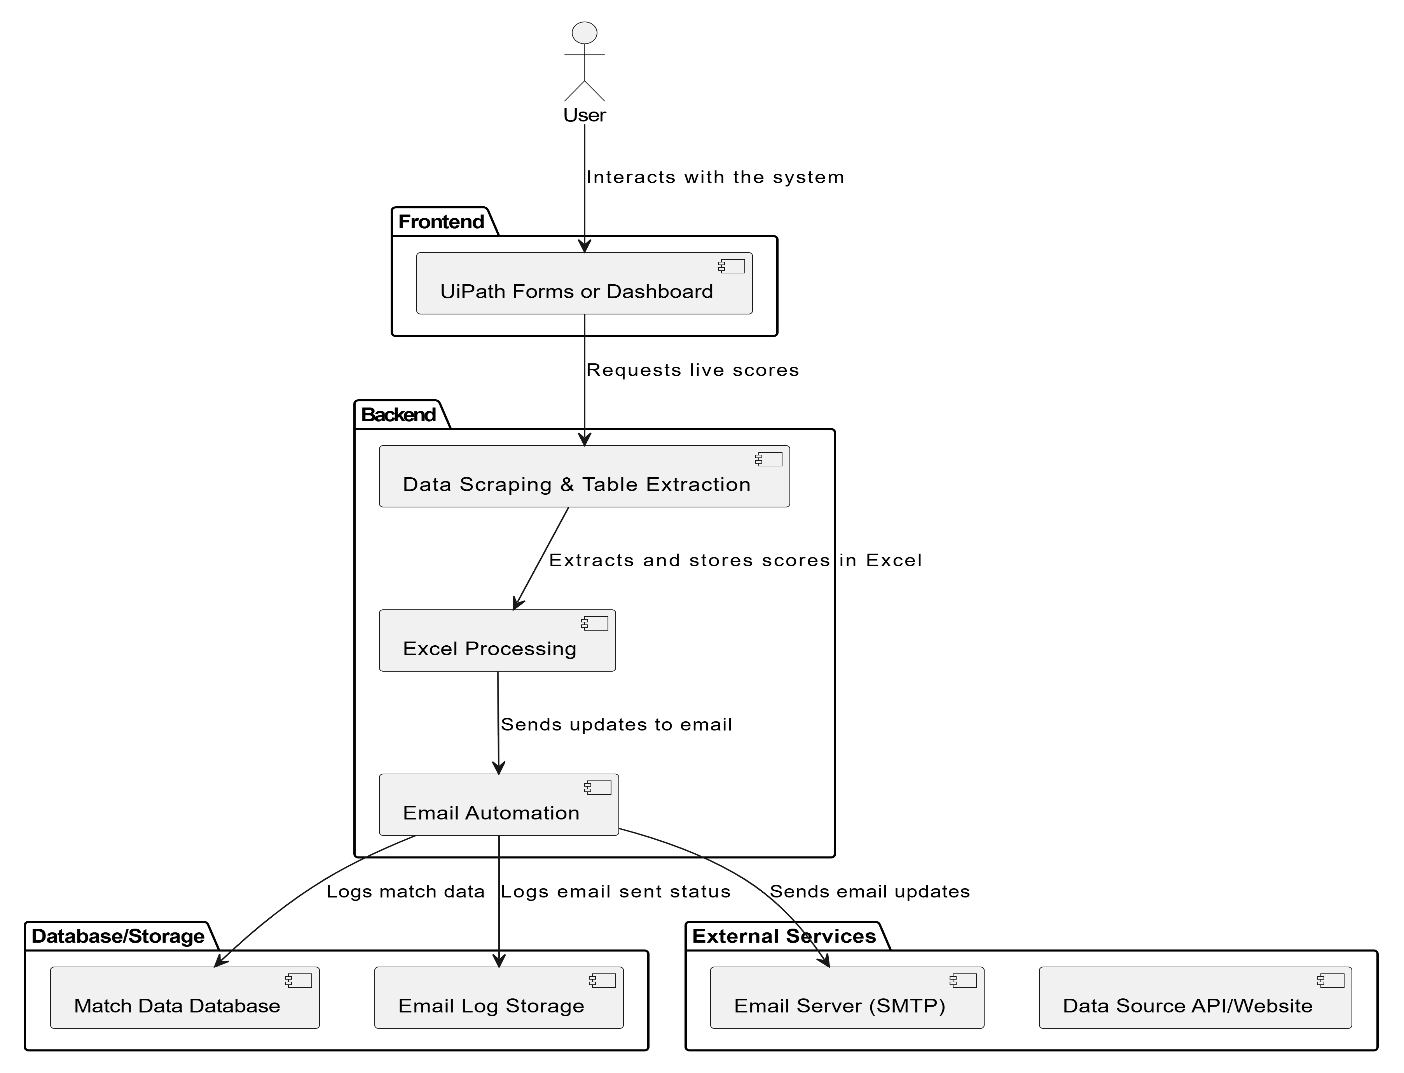 User
Interacts with the system
Frontend
UiPath Forms or Dashboard
Requests live scores
Backend
Data Scraping & Table Extraction
Extracts and stores scores in Excel
Excel Processing
Sends updates to email
Email Automation
Logs match data
Logs email sent status
Sends email updates
Database/Storage
External Services
Match Data Database
Email Log Storage
Email Server (SMTP)
Data Source API/Website